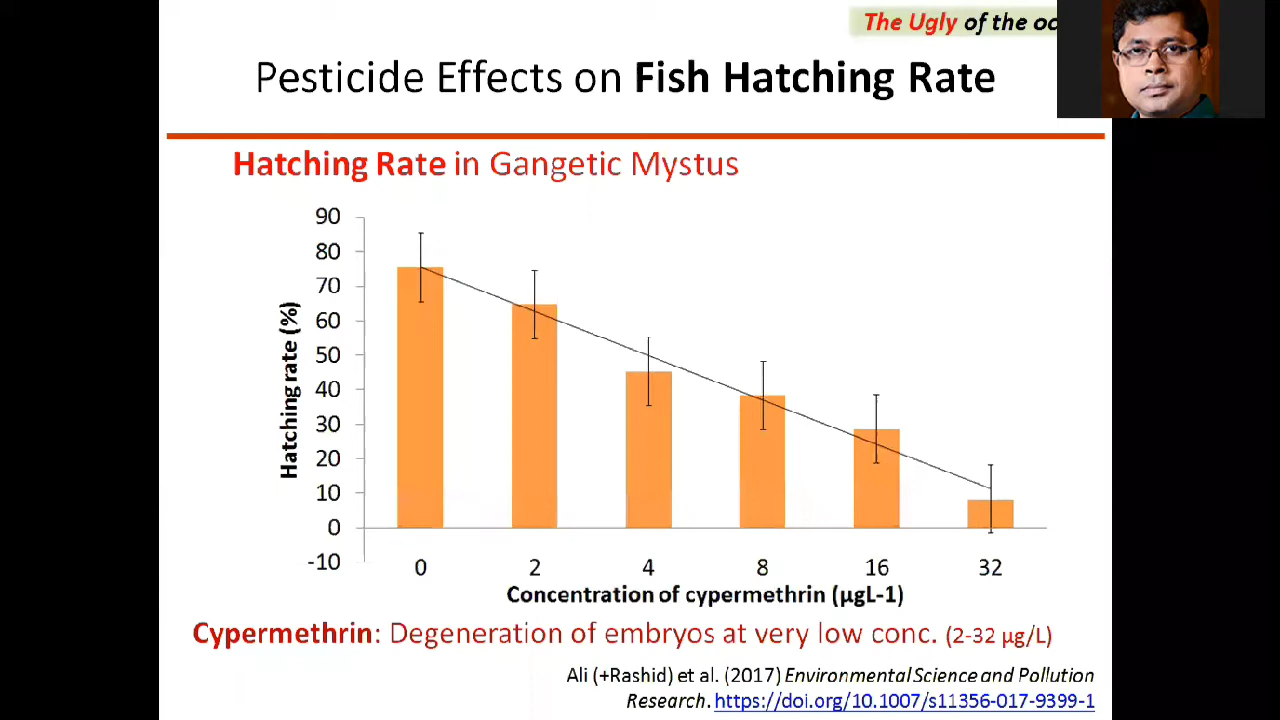 The Ugly of the oc
Pesticide Effects on Fish Hatching Rate
Hatching Rate in Gangetic Mystus
90
80
70
60
50
40
30
20
10
0
-10
Hatching rate (%)
0 2 4 8 16 32
Concentration of cypermethrin (µgL-1)
Cypermethrin: Degeneration of embryos at very low conc. (2-32 µg/L)
Ali (+Rashid) et al. (2017) Environmental Science and Pollution
Research. https://doi.org/10.1007/s11356-017-9399-1